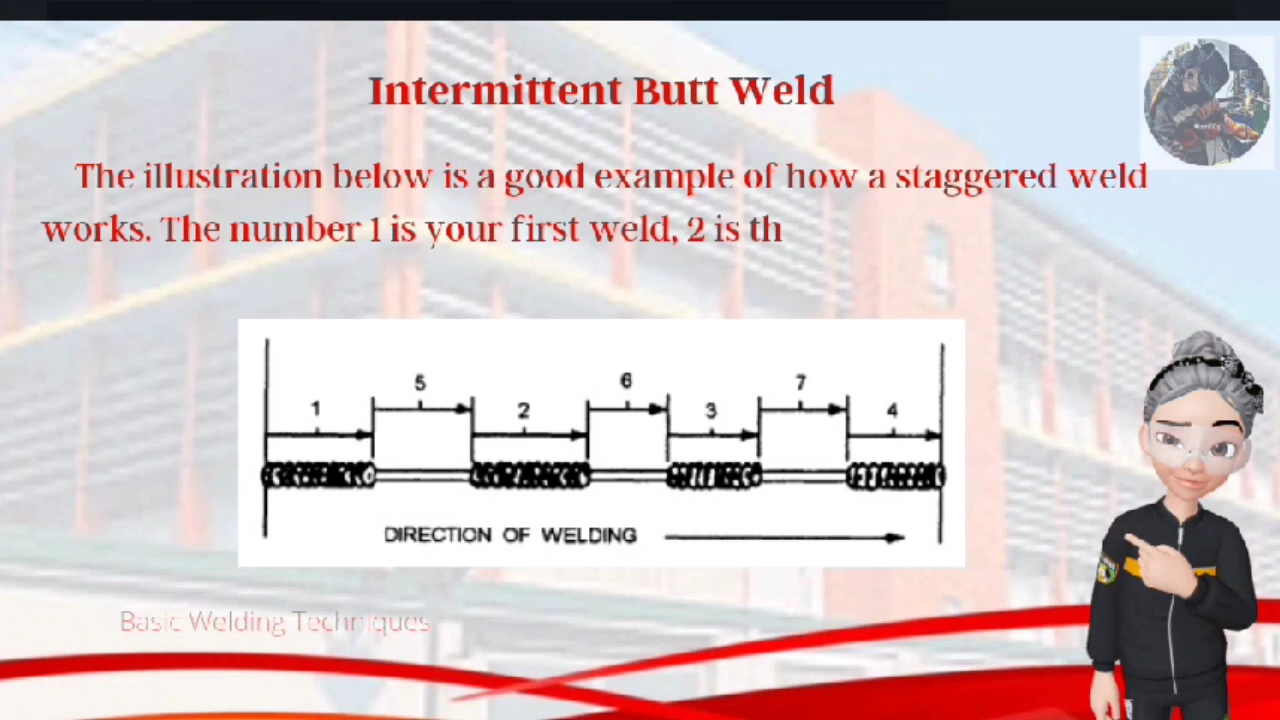 Intermittent Butt Weld
The illustration below is a good example of how a staggered weld
works. The number 1 is your first weld, 2 is th
5 6 7
1 2 3 4
DIRECTION OF WELDING
Basic Welding Techniques